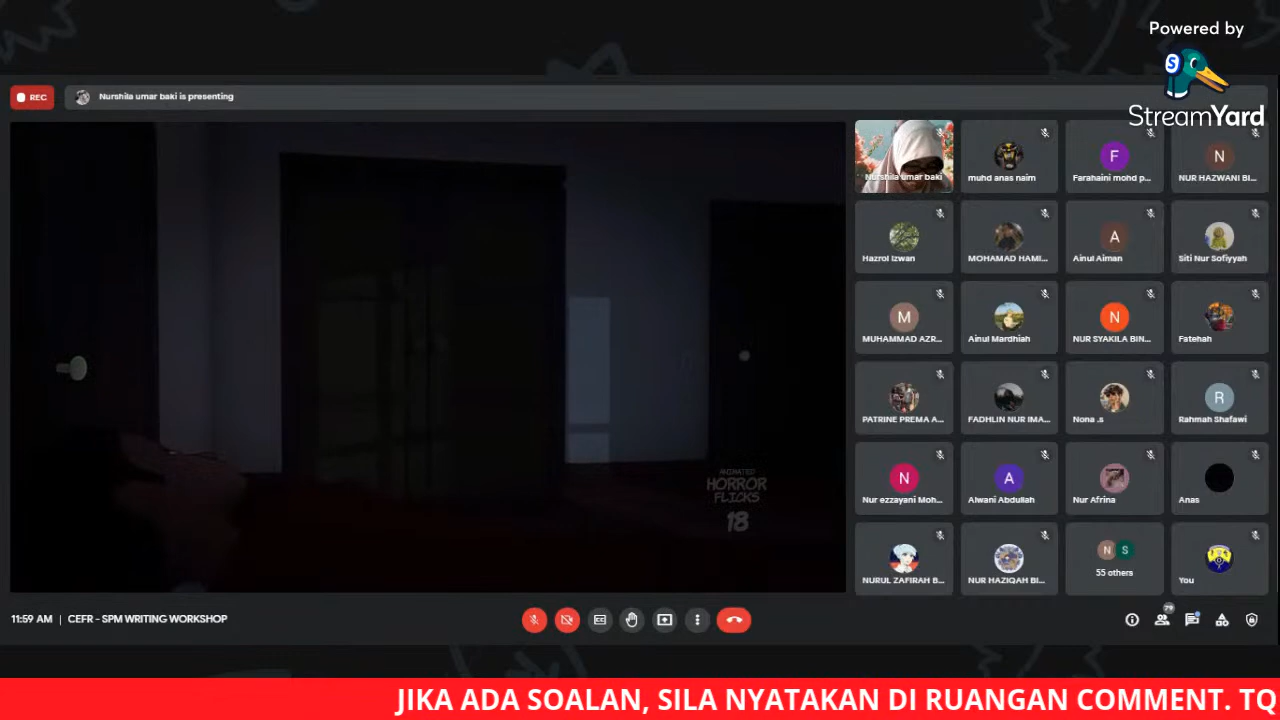 Powered by
StreamYard
REC
Nurshila umar baki is presenting
Nurshila umar baki
muhd anas naim
F
Farahaini mohd p...
N
NUR HAZWANI BI...
Hazrol Izwan
MOHAMAD HAMI...
A
Ainul Aiman
Siti Nur Sofiyyah
M
MUHAMMAD AZR...
Ainul Mardhiah
N
NUR SYAKILA BIN...
Fatehah
PATRINE PREMA A...
FADHLIN NUR IMA...
Nona .s
R
Rahmah Shafawi
N
Nur ezzayani Moh...
A
Alwani Abdullah
Nur Afrina
Anas
NURUL ZAFIRAH B...
NUR HAZIQAH BI...
N S
55 others
You
ANIMATED
HORROR
FLICKS
18
11:59 AM | CEFR - SPM WRITING WORKSHOP
79
JIKA ADA SOALAN, SILA NYATAKAN DI RUANGAN COMMENT. TQ